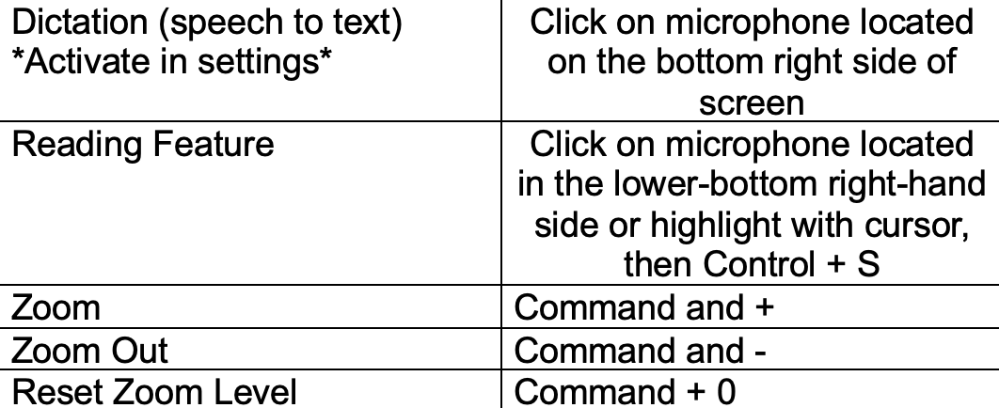 Dictation (speech to text)
*Activate in settings*
Click on microphone located
on the bottom right side of
screen
Reading Feature
Click on microphone located
in the lower-bottom right-hand
side or highlight with cursor,
then Control + S
Zoom
Command and +
Zoom Out
Command and -
Reset Zoom Level
Command + 0